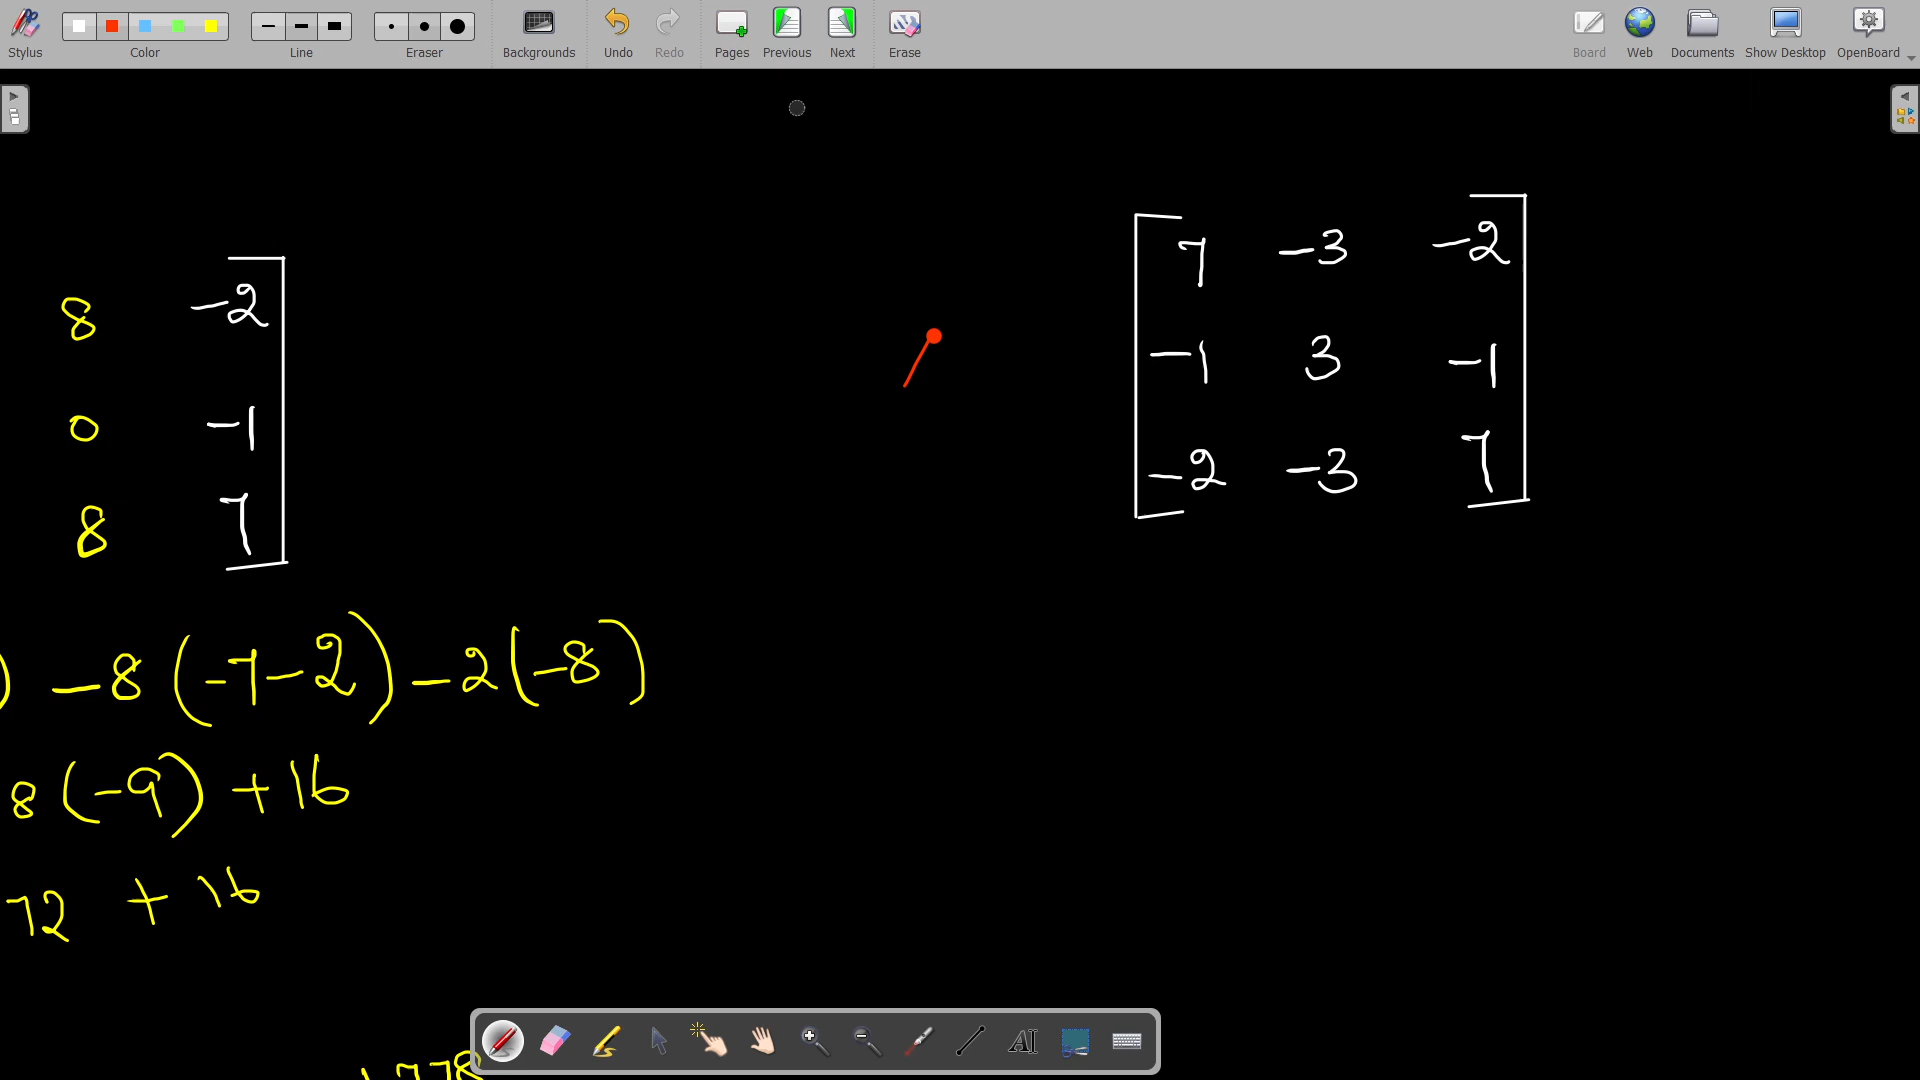 Stylus Color Line Eraser Backgrounds Undo Redo Pages Previous Next Erase Board Web Documents Show Desktop OpenBoard
8 -2
0 -1
8 7
7 -3 -2
-1 3 -1
-2 -3 7
) -8 (-7-2) -2(-8)
8 (-9) +16
72 + 16
AI